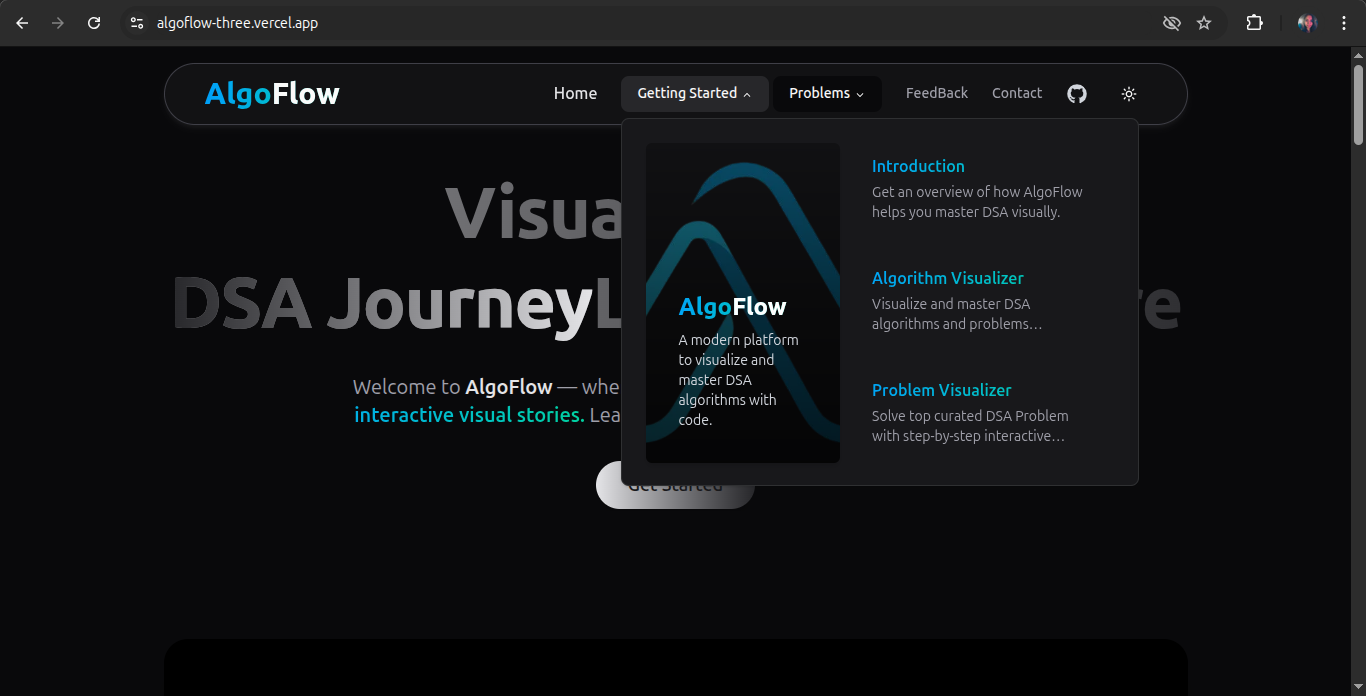 algoflow-three.vercel.app
AlgoFlow
Home
Getting Started
Problems
FeedBack
Contact
Visua
DSA JourneyL
re
Welcome to AlgoFlow — whe
interactive visual stories. Lea
Get Started
AlgoFlow
A modern platform
to visualize and
master DSA
algorithms with
code.
Introduction
Get an overview of how AlgoFlow
helps you master DSA visually.
Algorithm Visualizer
Visualize and master DSA
algorithms and problems…
Problem Visualizer
Solve top curated DSA Problem
with step-by-step interactive…